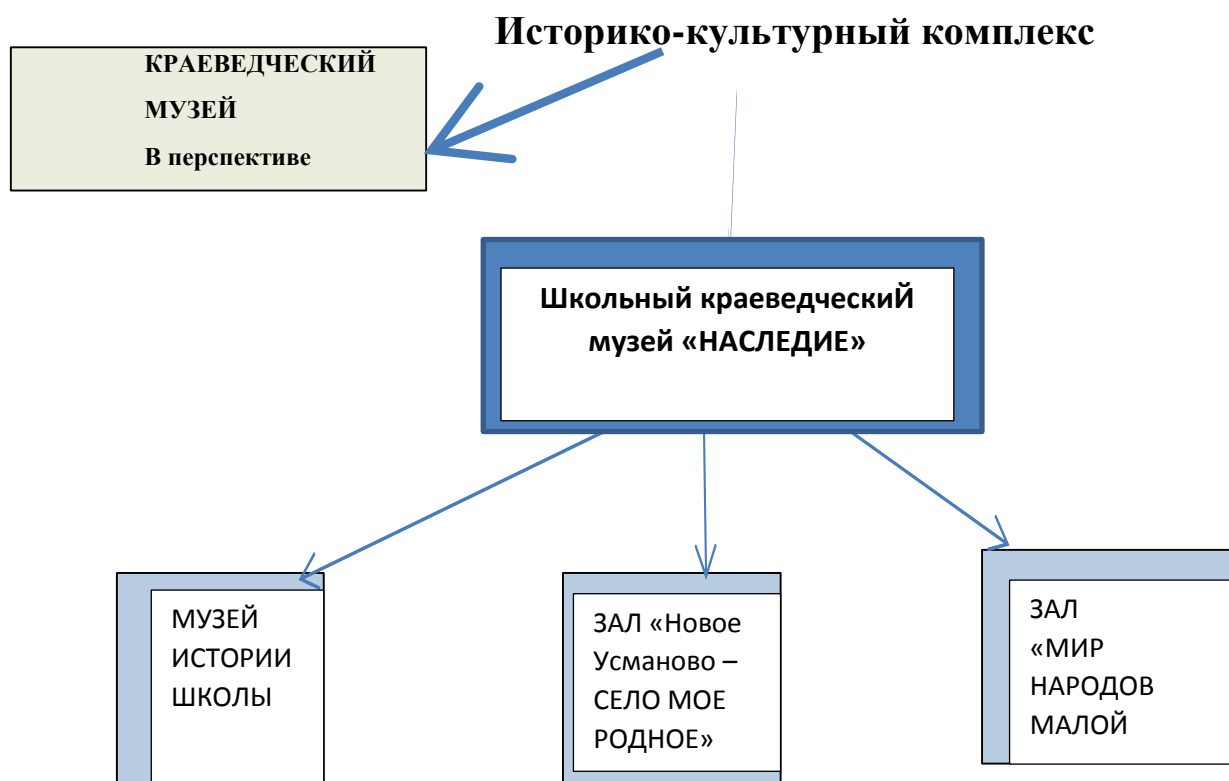 Историко-культурный комплекс
КРАЕВЕДЧЕСКИЙ
МУЗЕЙ
В перспективе
Школьный краеведческиЙ
музей «НАСЛЕДИЕ»
МУЗЕЙ
ИСТОРИИ
ШКОЛЫ
ЗАЛ «Новое
Усманово –
СЕЛО МОЕ
РОДНОЕ»
ЗАЛ
«МИР
НАРОДОВ
МАЛОЙ